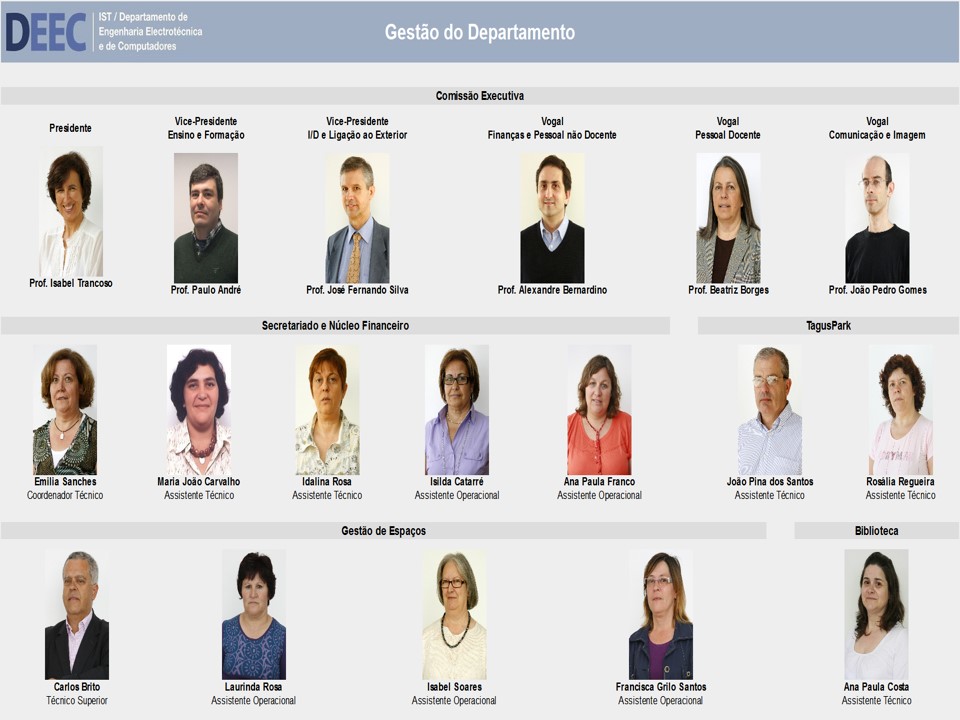 DEEC
IST / Departamento de
Engenharia Electrotécnica
e de Computadores
Gestão do Departamento
Comissão Executiva
Presidente
Prof. Isabel Trancoso
Vice-Presidente
Ensino e Formação
Prof. Paulo André
Vice-Presidente
I/D e Ligação ao Exterior
Prof. José Fernando Silva
Vogal
Finanças e Pessoal não Docente
Prof. Alexandre Bernardino
Vogal
Pessoal Docente
Prof. Beatriz Borges
Vogal
Comunicação e Imagem
Prof. João Pedro Gomes
Secretariado e Núcleo Financeiro
Emilia Sanches
Coordenador Técnico
Maria João Carvalho
Assistente Técnico
Idalina Rosa
Assistente Técnico
Isilda Catarré
Assistente Operacional
Ana Paula Franco
Assistente Operacional
TagusPark
João Pina dos Santos
Assistente Técnico
Rosália Regueira
Assistente Técnico
Gestão de Espaços
Carlos Brito
Técnico Superior
Laurinda Rosa
Assistente Operacional
Isabel Soares
Assistente Operacional
Francisca Grilo Santos
Assistente Operacional
Biblioteca
Ana Paula Costa
Assistente Técnico